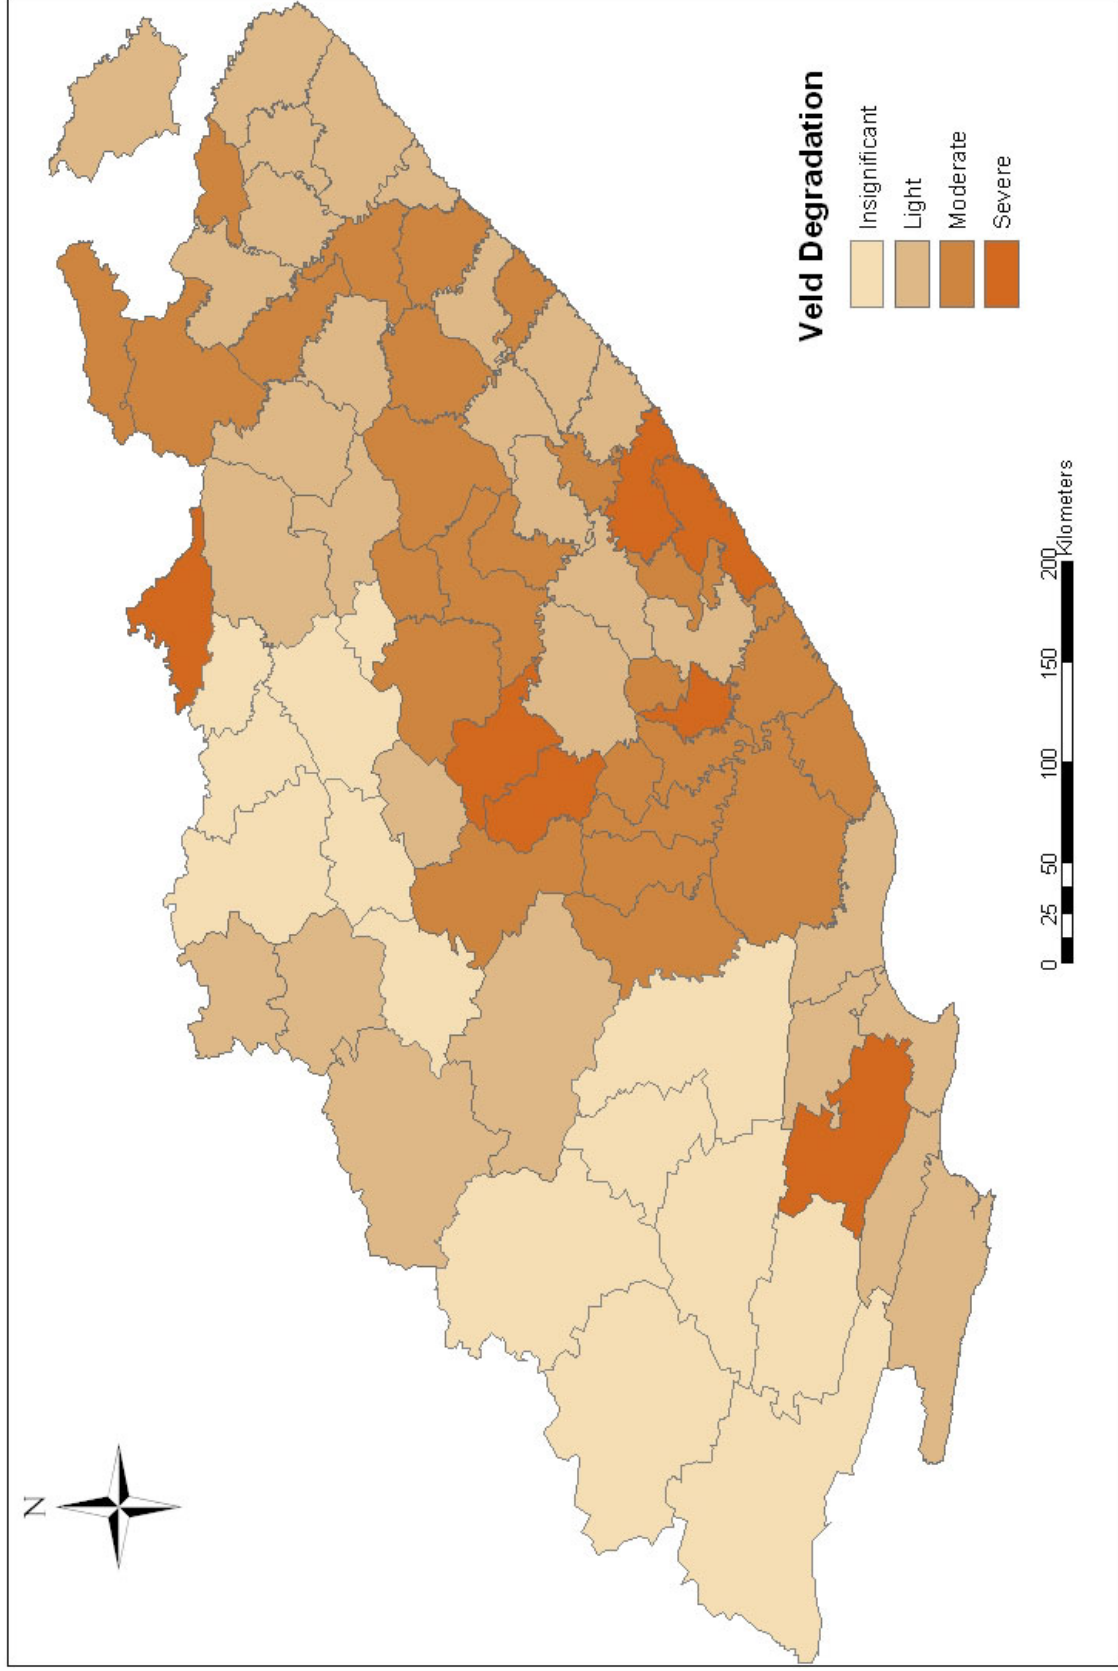 N
Veld Degradation
Insignificant
Light
Moderate
Severe
0 25 50 100 150 200
Kilometers